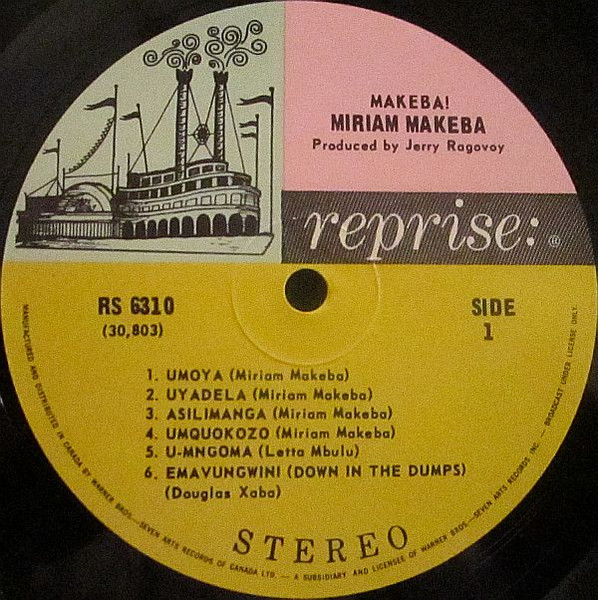 MAKEBA!
MIRIAM MAKEBA
Produced by Jerry Ragovoy
reprise: ®
RS 6310
(30,803)
SIDE
1
1. UMOYA (Miriam Makeba)
2. UYADELA (Miriam Makeba)
3. ASILIMANGA (Miriam Makeba)
4. UMQUOKOZO (Miriam Makeba)
5. U-MNGOMA (Letta Mbulu)
6. EMAVUNGWINI (DOWN IN THE DUMPS)
(Douglas Xaba)
STEREO
MANUFACTURED AND DISTRIBUTED IN CANADA BY WARNER BROS.—SEVEN ARTS RECORDS OF CANADA LTD. — A SUBSIDIARY AND LICENSEE OF WARNER BROS.—SEVEN ARTS RECORDS INC. — BROADCAST UNDER LICENSE ONLY.